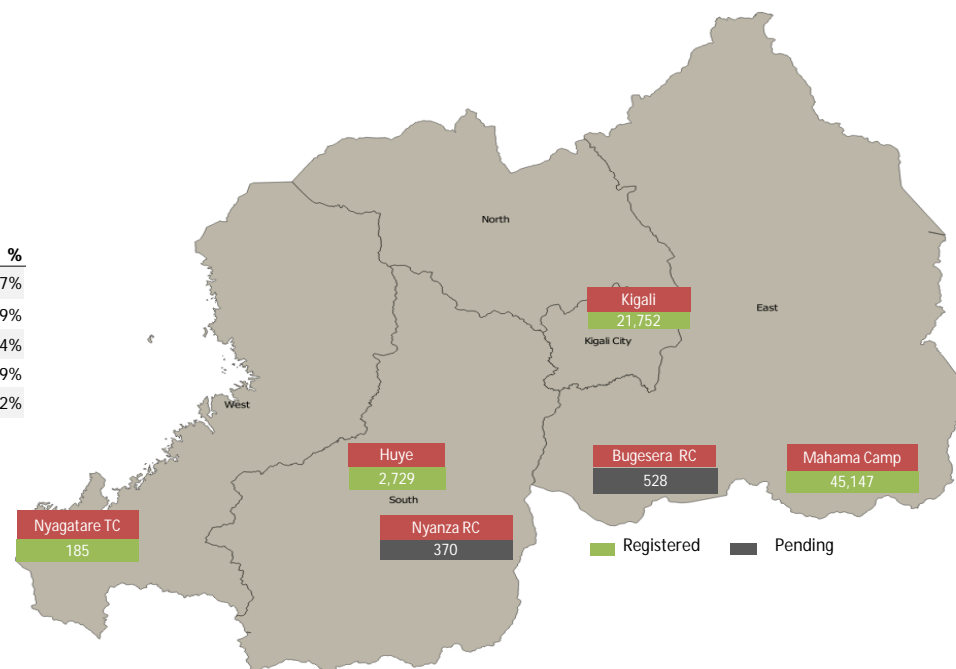 North
%
7%
9%
4%
9%
2%
Kigali
21,752
Kigali City
East
West
Huye
2,729
South
Bugesera RC
528
Mahama Camp
45,147
Nyagatare TC
185
Nyanza RC
370
Registered
Pending